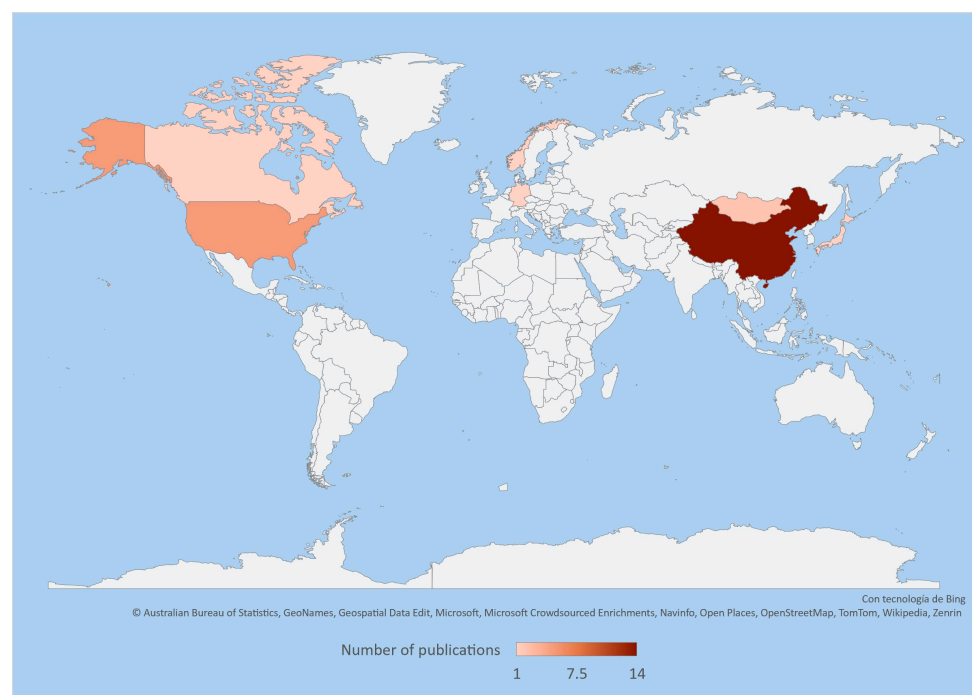 Con tecnología de Bing
© Australian Bureau of Statistics, GeoNames, Geospatial Data Edit, Microsoft, Microsoft Crowdsourced Enrichments, Navinfo, Open Places, OpenStreetMap, TomTom, Wikipedia, Zenrin
Number of publications
1 7.5 14